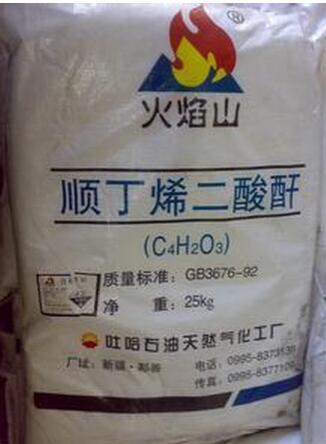 火焰山
顺丁烯二酸酐
(C4H2O3)
质量标准: GB3676-92
净 重: 25kg
吐哈石油天然气化工厂
厂址: 新疆·鄯善
电话: 0995-8373
传真: 0995-8377109